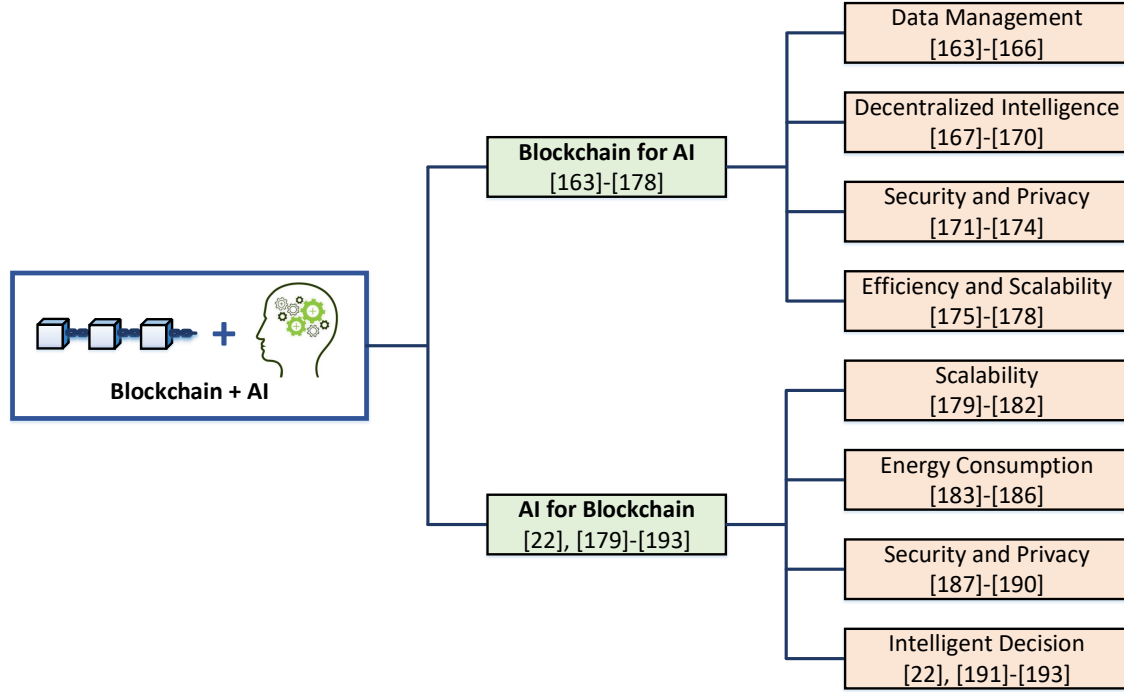 Blockchain + AI
Blockchain for AI
[163]-[178]
Data Management
[163]-[166]
Decentralized Intelligence
[167]-[170]
Security and Privacy
[171]-[174]
Efficiency and Scalability
[175]-[178]
AI for Blockchain
[22], [179]-[193]
Scalability
[179]-[182]
Energy Consumption
[183]-[186]
Security and Privacy
[187]-[190]
Intelligent Decision
[22], [191]-[193]